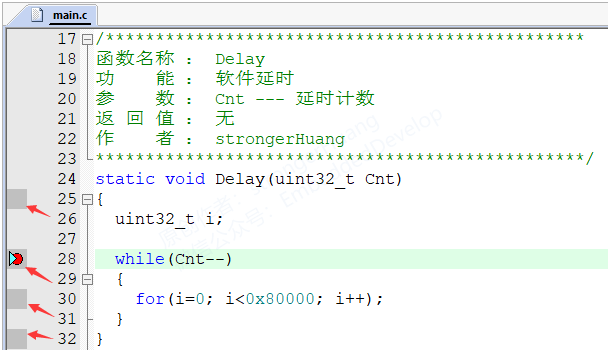 main.c
17 /***********************************************
18 函数名称 ： Delay
19 功    能 ： 软件延时
20 参    数 ： Cnt --- 延时计数
21 返 回 值 ： 无
22 作    者 ： strongerHuang
23 ************************************************/
24 static void Delay(uint32_t Cnt)
25 {
26   uint32_t i;
27
28   while(Cnt--)
29   {
30     for(i=0; i<0x80000; i++);
31   }
32 }